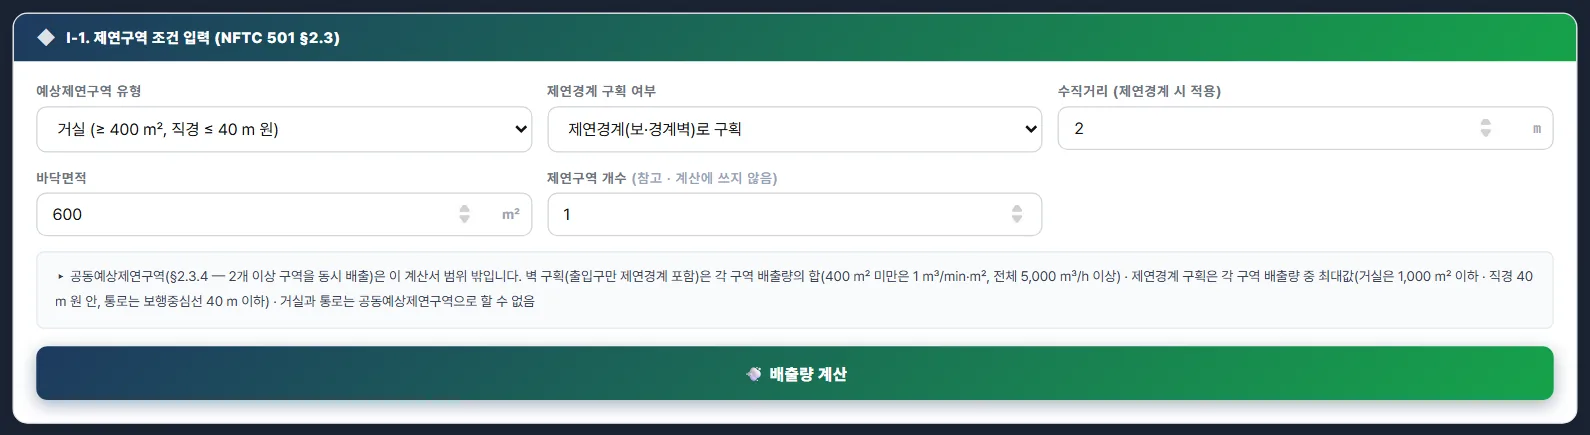 I-1. 제연구역 조건 입력 (NFTC 501 §2.3)
예상제연구역 유형
제연경계 구획 여부
수직거리 (제연경계 시 적용)
거실 (≥ 400 m², 직경 ≤ 40 m 원)
제연경계(보·경계벽)로 구획
2
m
바닥면적
제연구역 개수 (참고 · 계산에 쓰지 않음)
600
m²
1
‣ 공동예상제연구역(§2.3.4 — 2개 이상 구역을 동시 배출)은 이 계산서 범위 밖입니다. 벽 구획(출입구만 제연경계 포함)은 각 구역 배출량의 합(400 m² 미만은 1 m³/min·m², 전체 5,000 m³/h 이상) · 제연경계 구획은 각 구역 배출량 중 최대값(거실은 1,000 m² 이하 · 직경 40
m 원 안, 통로는 보행중심선 40 m 이하) · 거실과 통로는 공동예상제연구역으로 할 수 없음
배출량 계산